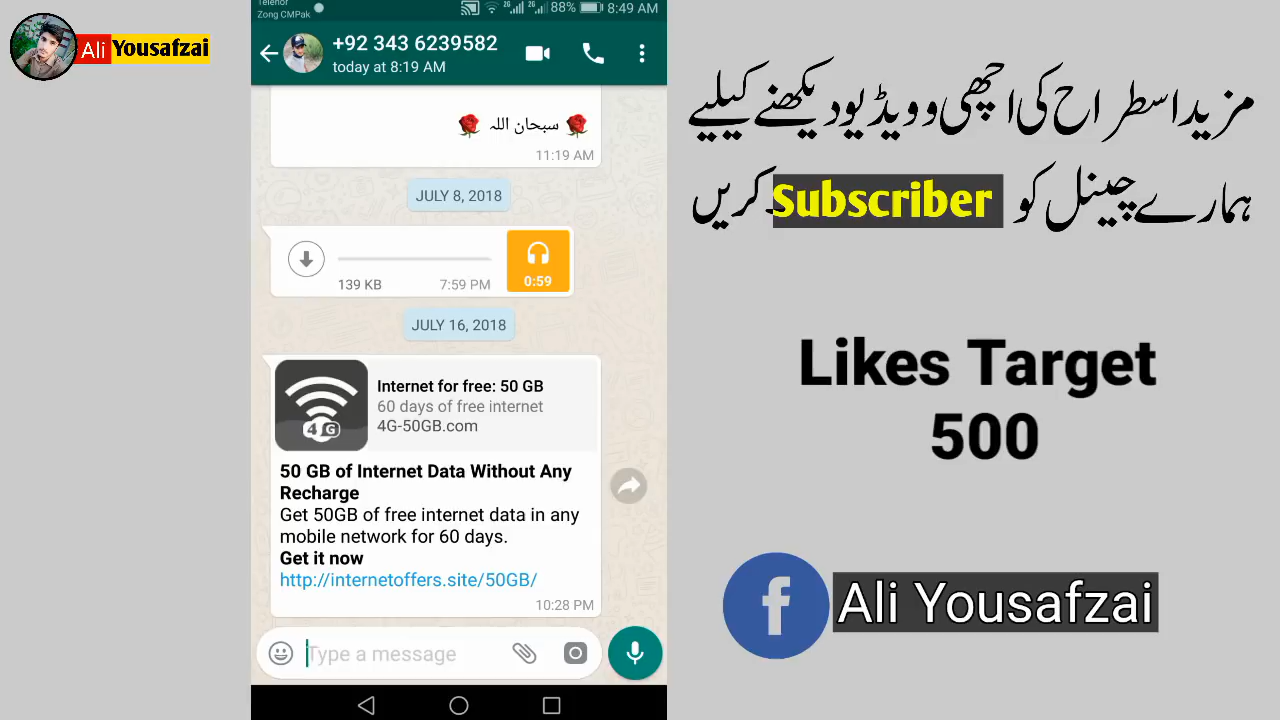 Ali Yousafzai
Telenor
Zong CMPak
88% 8:49 AM
+92 343 6239582
today at 8:19 AM
سبحان اللہ
11:19 AM
JULY 8, 2018
0:59
139 KB 7:59 PM
JULY 16, 2018
4G
Internet for free: 50 GB
60 days of free internet
4G-50GB.com
50 GB of Internet Data Without Any
Recharge
Get 50GB of free internet data in any
mobile network for 60 days.
Get it now
http://internetoffers.site/50GB/
10:28 PM
Type a message
مزید اسطراح کی اچھی وویڈیو دیکھنے کیلیے
ہمارے چینل کو Subscriber کریں
Likes Target
500
f Ali Yousafzai